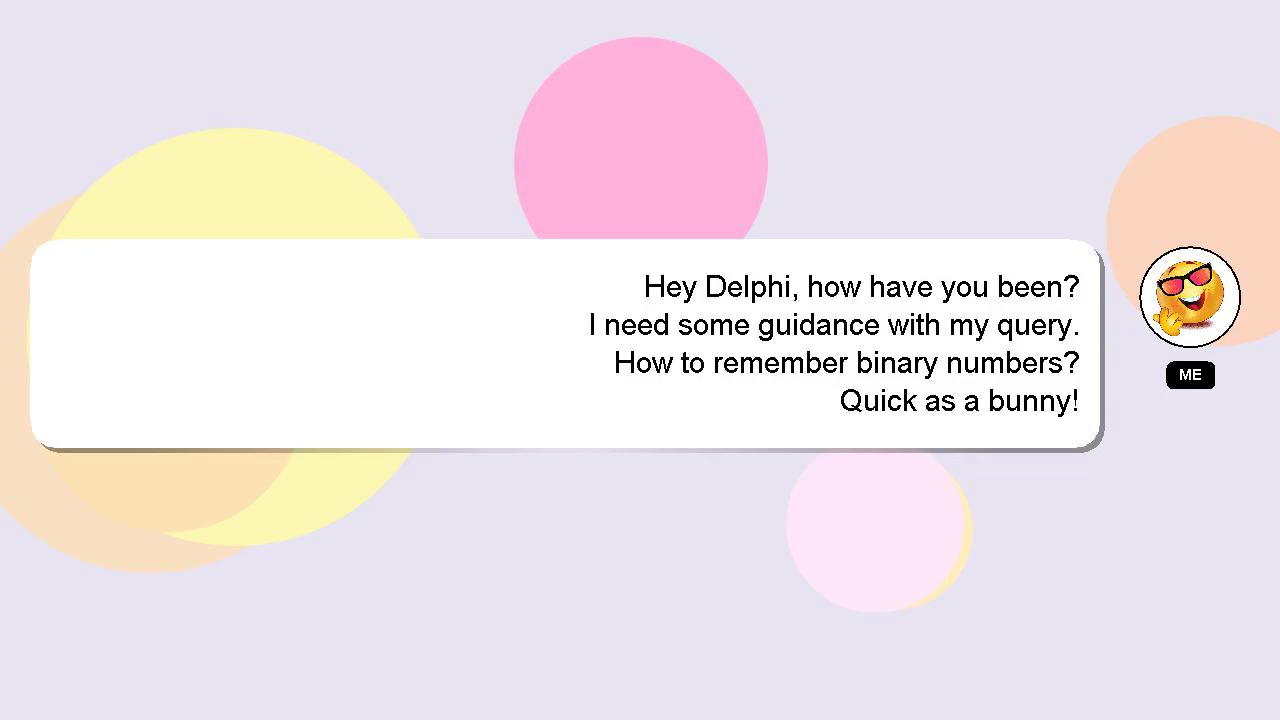 Hey Delphi, how have you been?
I need some guidance with my query.
How to remember binary numbers?
Quick as a bunny!
ME